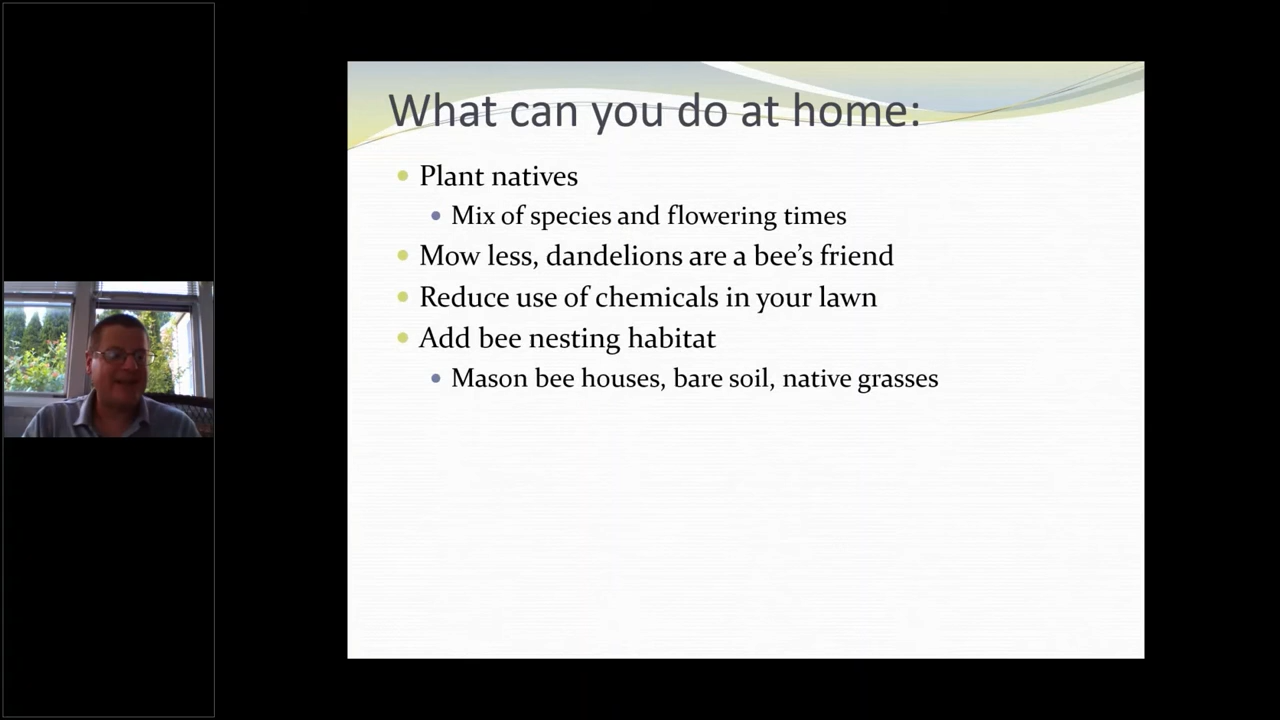 What can you do at home:
Plant natives
Mix of species and flowering times
Mow less, dandelions are a bee’s friend
Reduce use of chemicals in your lawn
Add bee nesting habitat
Mason bee houses, bare soil, native grasses